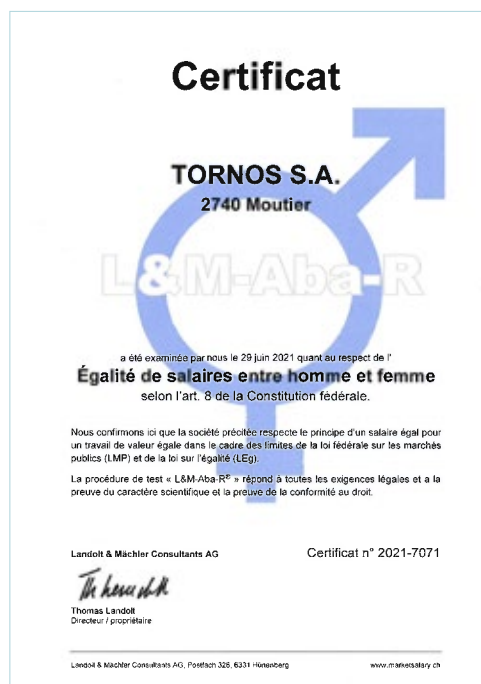 Certificat
TORNOS S.A.
2740 Moutier
L&M-Aba-R
a été examinée par nous le 29 juin 2021 quant au respect de l'
Égalité de salaires entre homme et femme
selon l'art. 8 de la Constitution fédérale.
Nous confirmons ici que la société précitée respecte le principe d'un salaire égal pour
un travail de valeur égale dans le cadre des limites de la loi fédérale sur les marchés
publics (LMP) et de la loi sur l'égalité (LEg).
La procédure de test « L&M-Aba-R® » répond à toutes les exigences légales et a la
preuve du caractère scientifique et la preuve de la conformité au droit.
Landolt & Mächler Consultants AG
Certificat n° 2021-7071
Thomas Landolt
Directeur / propriétaire
Landolt & Mächler Consultants AG, Postfach 326, 6331 Hünenberg
www.marketsalary.ch